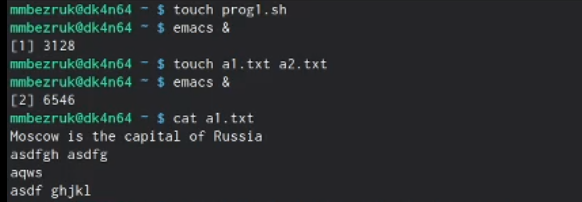 mmbezruk@dk4n64 ~ $ touch prog1.sh
mmbezruk@dk4n64 ~ $ emacs &
[1] 3128
mmbezruk@dk4n64 ~ $ touch a1.txt a2.txt
mmbezruk@dk4n64 ~ $ emacs &
[2] 6546
mmbezruk@dk4n64 ~ $ cat a1.txt
Moscow is the capital of Russia
asdfgh asdfg
aqws
asdf ghjkl